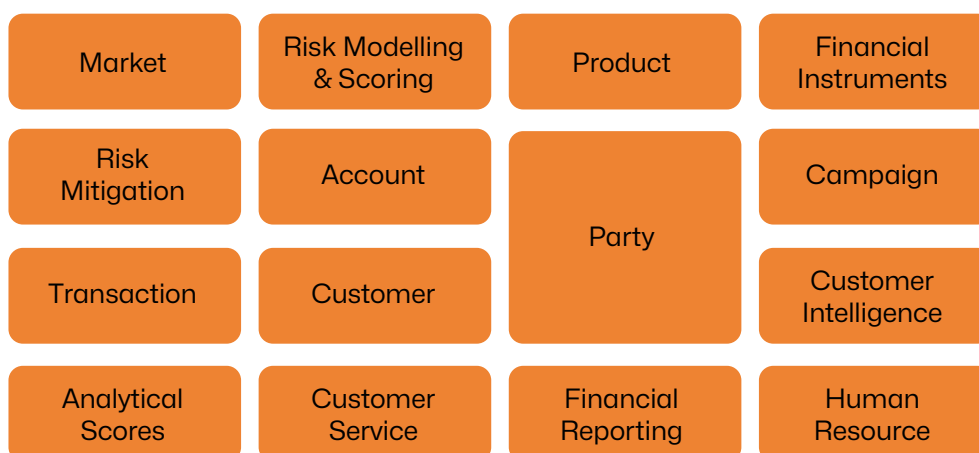 Market
Risk Modelling
& Scoring
Product
Financial
Instruments
Risk
Mitigation
Account
Party
Campaign
Transaction
Customer
Customer
Intelligence
Analytical
Scores
Customer
Service
Financial
Reporting
Human
Resource